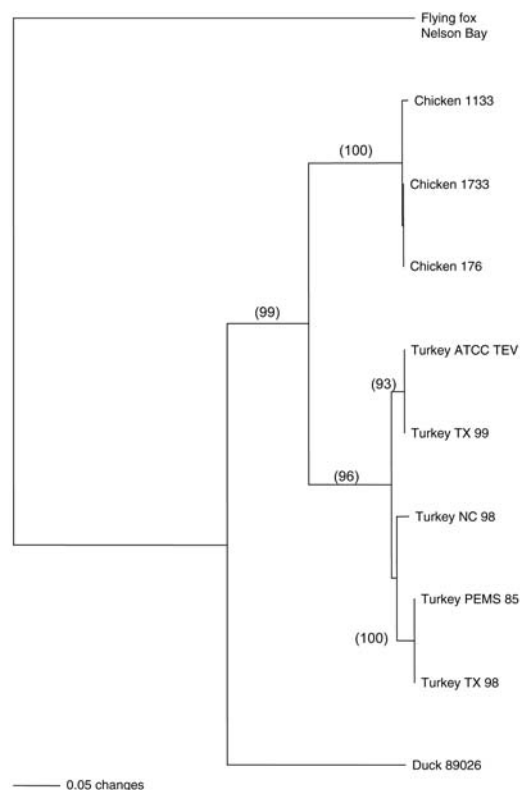 Flying fox
Nelson Bay
Chicken 1133
(100)
Chicken 1733
Chicken 176
(99)
Turkey ATCC TEV
(93)
Turkey TX 99
(96)
Turkey NC 98
Turkey PEMS 85
(100)
Turkey TX 98
Duck 89026
0.05 changes